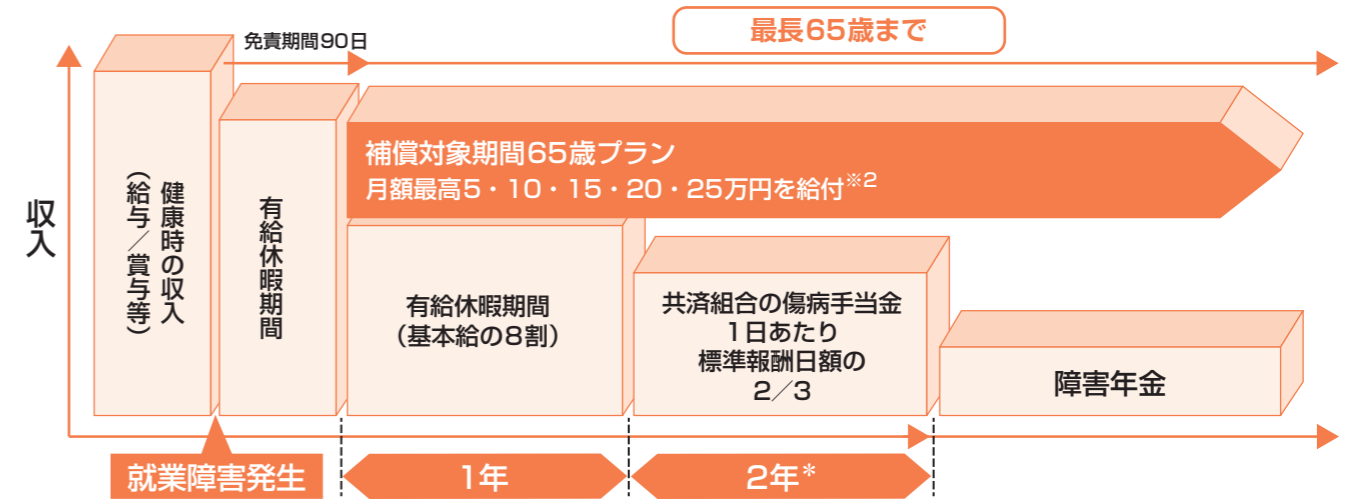 最長65歳まで
免責期間90日
収入
健康時の収入
（給与／賞与等）
有給休暇期間
補償対象期間65歳プラン
月額最高5・10・15・20・25万円を給付※2
有給休暇期間
（基本給の8割）
共済組合の傷病手当金
1日あたり
標準報酬日額の
2／3
障害年金
就業障害発生
1年
2年*